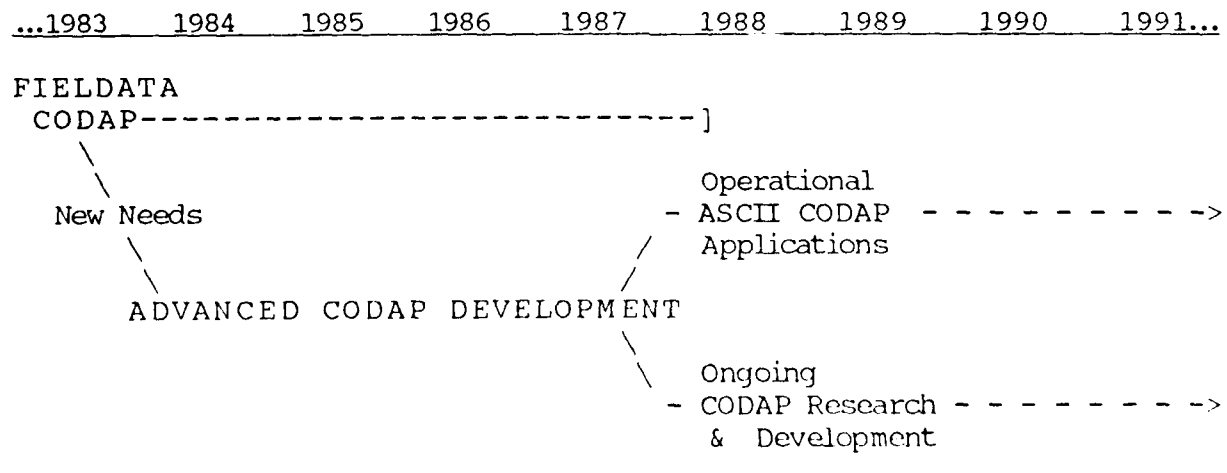 ...1983 1984 1985 1986 1987 1988 1989 1990 1991...
FIELDATA
CODAP---------------------------]
New Needs
Operational
- ASCII CODAP - - - - - - - - - ->
Applications
ADVANCED CODAP DEVELOPMENT
Ongoing
- CODAP Research - - - - - - - - ->
& Development